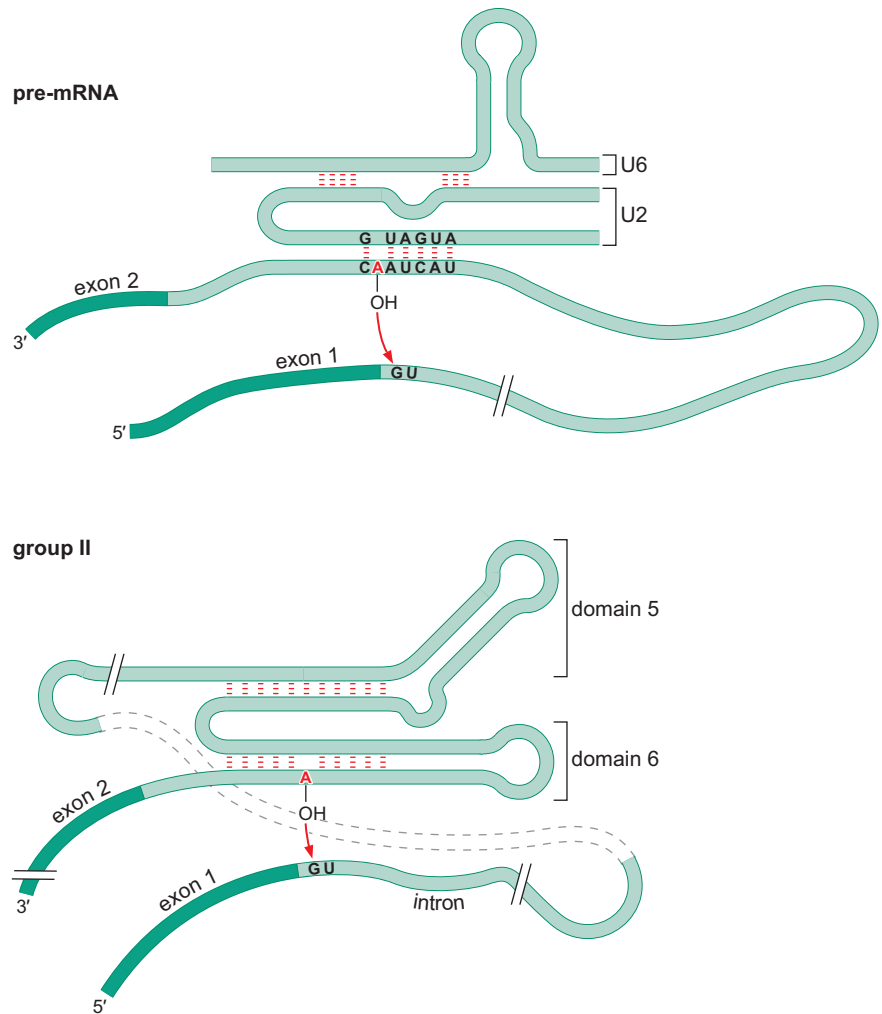 pre-mRNA
U6
U2
G UAGUA
CAAUCAU
exon 2
OH
3′
exon 1
GU
5′
group II
domain 5
domain 6
A
exon 2
OH
GU
exon 1
intron
3′
5′